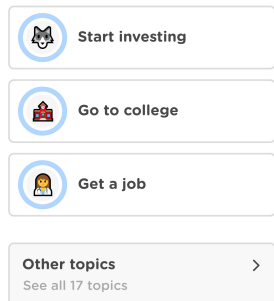 Start investing
Go to college
Get a job
Other topics
See all 17 topics